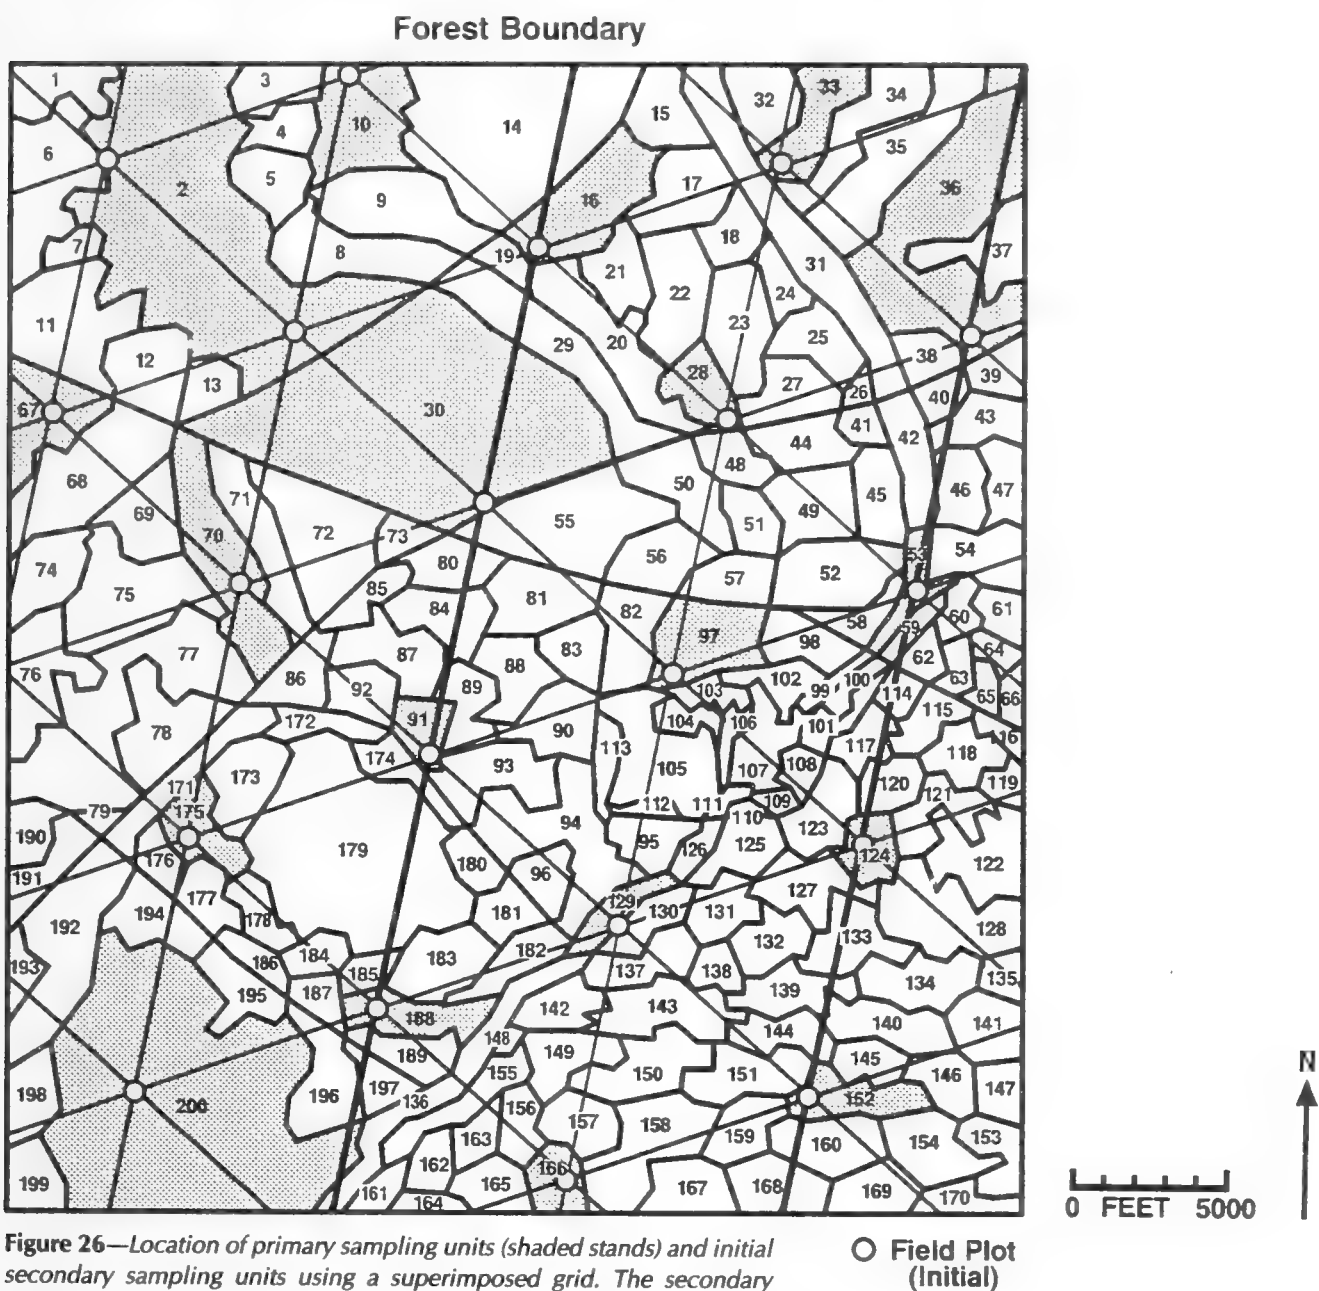 Forest Boundary
1 3 10 14 15 32 33 34
4 6 2 5 9 16 17 35 36
7 8 19 21 18 31 37
11 22 24 23 25
12 13 29 20 28 27 26 38 39 40
67 30 41 42 43 44
68 69 71 70 72 73 55 50 48 51 49 45 46 47
74 75 80 85 84 81 56 57 52 53 54
82 97 58 59 60 61
76 77 86 87 88 83 98 62 64
92 89 103 102 99 100 114 63 65 66
78 172 91 90 104 106 101 115 116
173 174 93 113 105 107 108 117 118
171 175 79 112 111 109 120 121 119
190 176 179 94 95 110 123
191 180 96 126 125 124 122
192 194 177 178 181 129 130 131 127 128
193 186 184 183 182 132 133
195 187 185 137 138 139 134 135
188 142 143 144 140 141
189 148 149 150 151 145 146 147
198 200 196 197 136 155 156 152
199 163 157 158 159 160 154 153
161 162 164 165 166 167 168 169 170
N
0 FEET 5000
Figure 26—Location of primary sampling units (shaded stands) and initial
secondary sampling units using a superimposed grid. The secondary
Field Plot
(Initial)